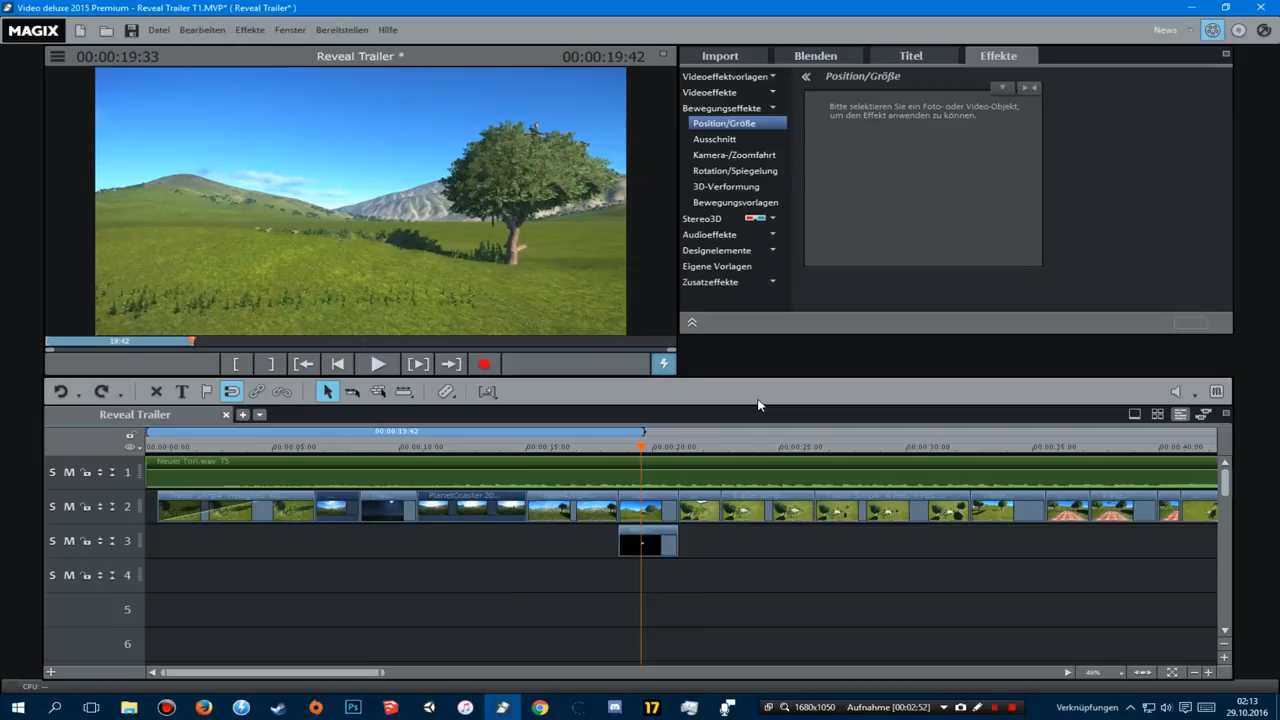 Video deluxe 2015 Premium - Reveal Trailer T1.MVP* ( Reveal Trailer* )
MAGIX
Datei Bearbeiten Effekte Fenster Bereitstellen Hilfe
News
00:00:19:33 Reveal Trailer * 00:00:19:42
Import Blenden Titel Effekte
Videoeffektvorlagen
Videoeffekte
Bewegungseffekte
Position/Größe
Ausschnitt
Kamera-/Zoomfahrt
Rotation/Spiegelung
3D-Verformung
Bewegungsvorlagen
Stereo3D
Audioeffekte
Designelemente
Eigene Vorlagen
Zusatzeffekte
Position/Größe
Bitte selektieren Sie ein Foto- oder Video-Objekt,
um den Effekt anwenden zu können.
19:42
Reveal Trailer
00:00:19:42
00:00:00:00 00:00:05:00 00:00:10:00 00:00:15:00 00:00:20:00 00:00:25:00 00:00:30:00 00:00:35:00 00:00:40:00
Neuer Ton.wav T5
S M 1
PlanetCoaster 20...
S M 2
S M 3
S M 4
5
6
49%
CPU: --
17
1680x1050
Aufnahme [00:02:52]
Verknüpfungen
02:13
29.10.2016